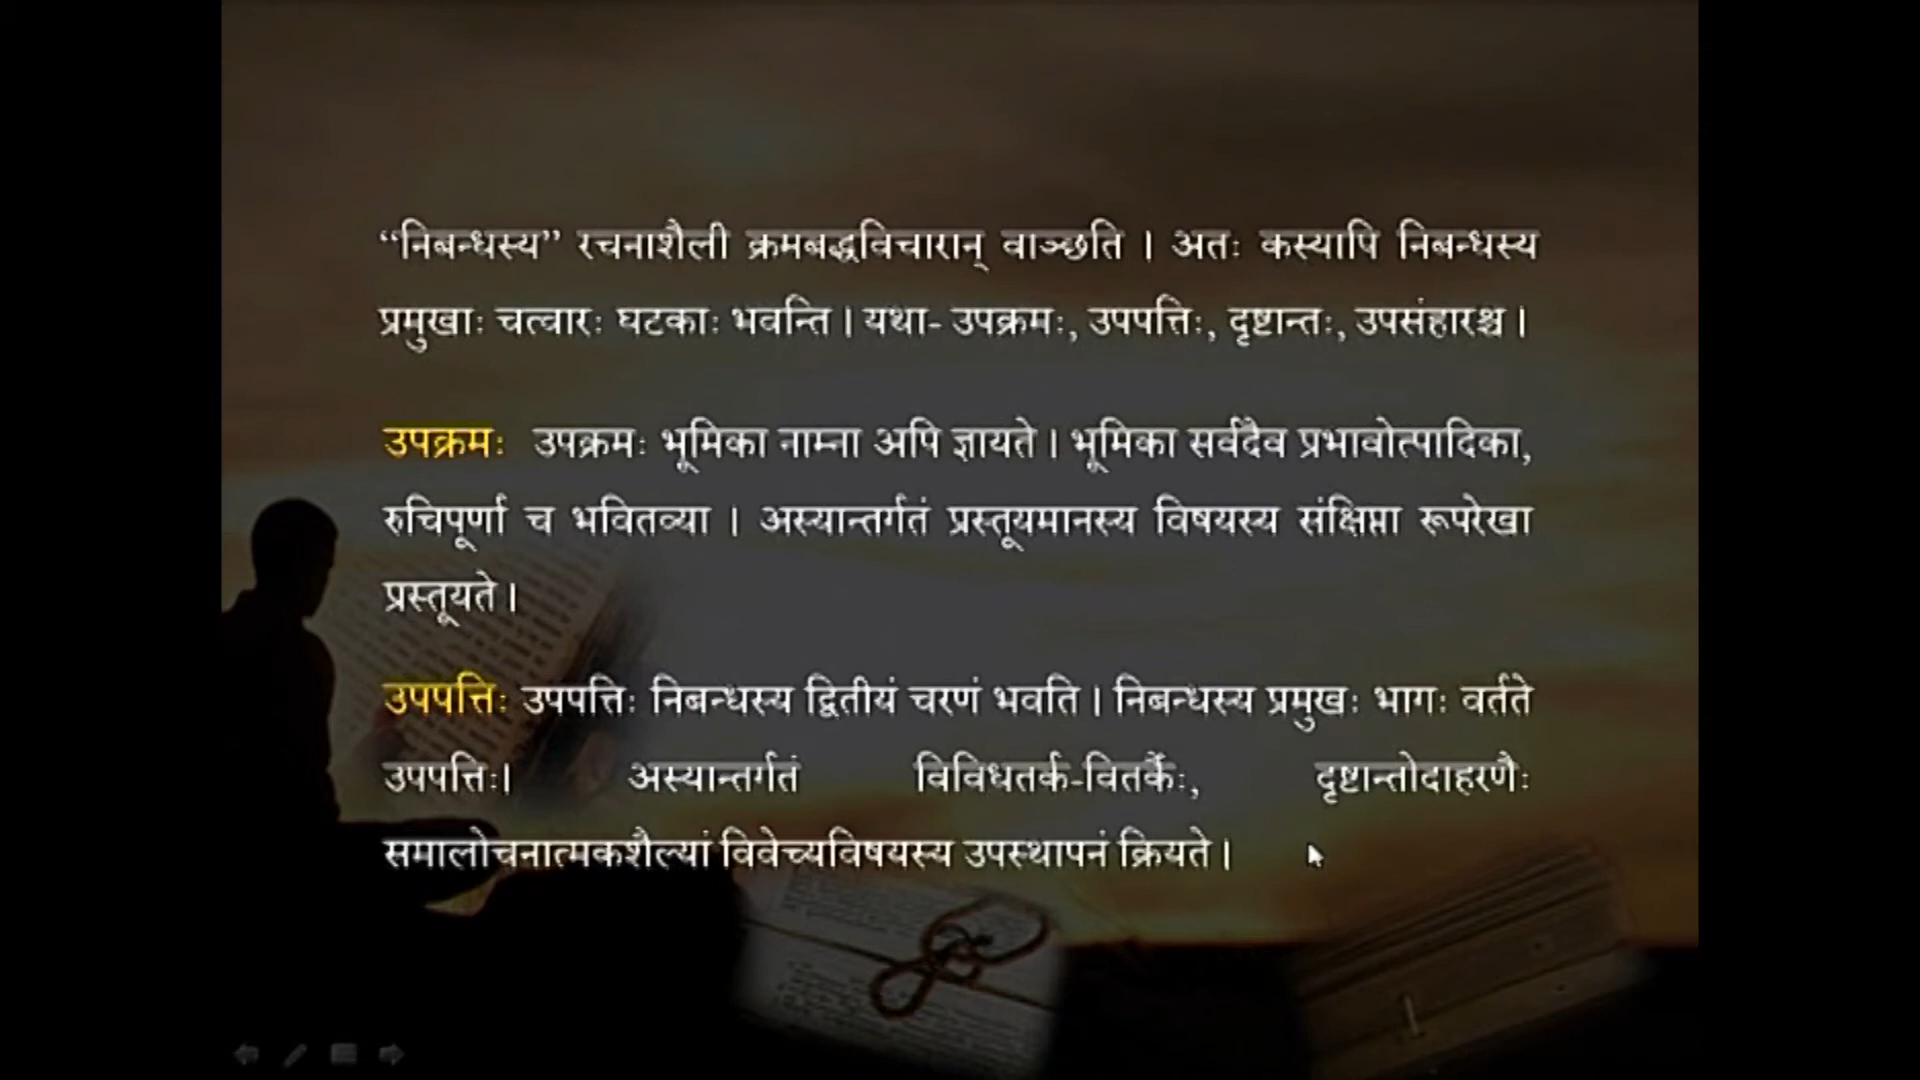 “निबन्धस्य” रचनाशैली क्रमबद्धविचारान् वाञ्छति । अतः कस्यापि निबन्धस्य
प्रमुखाः चत्वारः घटकाः भवन्ति । यथा- उपक्रमः, उपपत्तिः, दृष्टान्तः, उपसंहारश्च ।
उपक्रमः उपक्रमः भूमिका नाम्ना अपि ज्ञायते । भूमिका सर्वदैव प्रभावोत्पादिका,
रुचिपूर्णा च भवितव्या । अस्यान्तर्गतं प्रस्तूयमानस्य विषयस्य संक्षिप्ता रूपरेखा
प्रस्तूयते ।
उपपत्तिः उपपत्तिः निबन्धस्य द्वितीयं चरणं भवति । निबन्धस्य प्रमुखः भागः वर्तते
उपपत्तिः। अस्यान्तर्गतं विविधतर्क-वितर्कैः, दृष्टान्तोदाहरणैः
समालोचनात्मकशैल्यां विवेच्यविषयस्य उपस्थापनं क्रियते ।